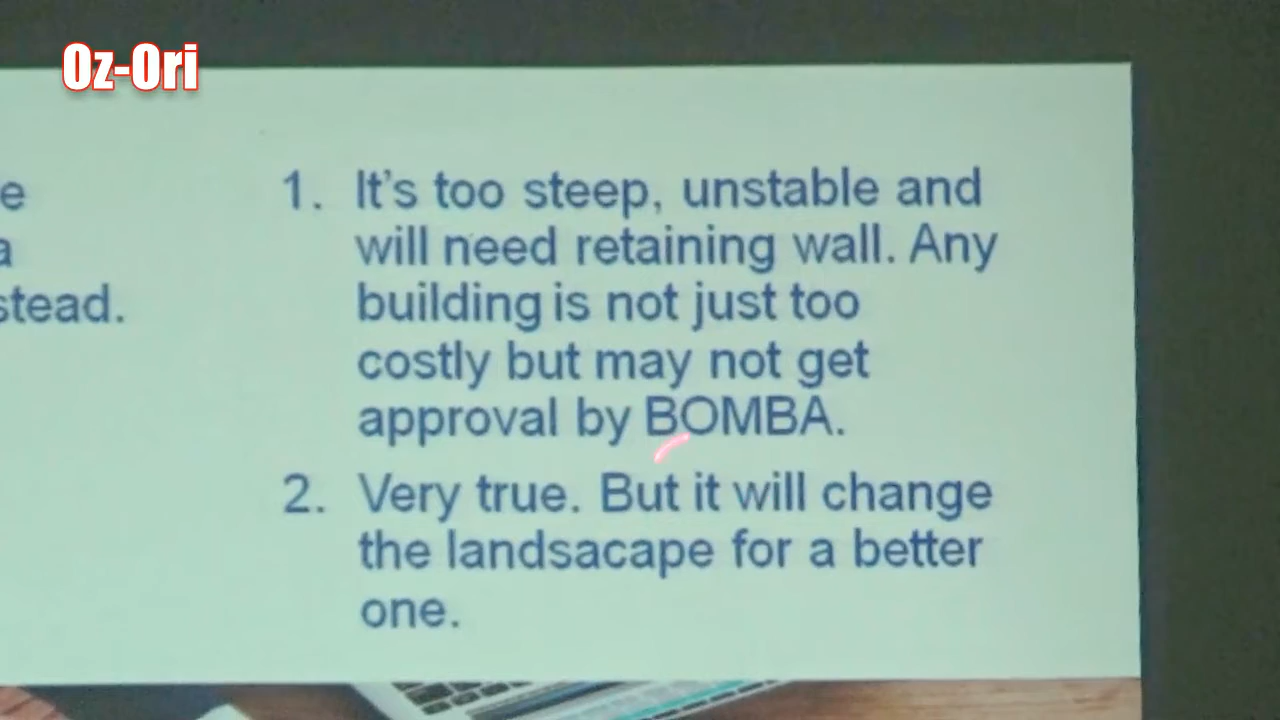 Oz-Ori
e
a
stead.
1. It's too steep, unstable and
will need retaining wall. Any
building is not just too
costly but may not get
approval by BOMBA.
2. Very true. But it will change
the landsacape for a better
one.